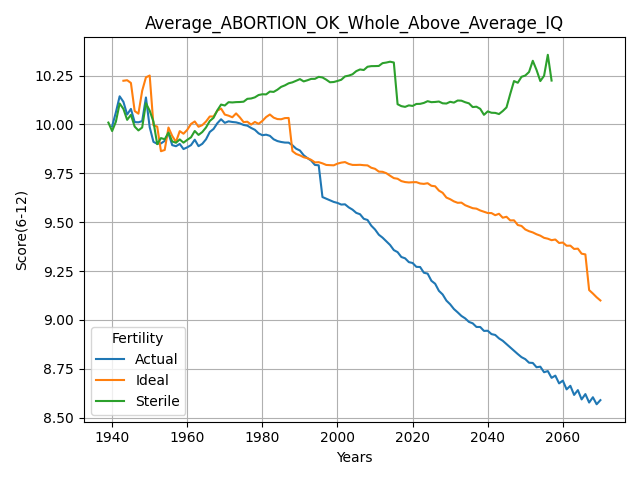 Average_ABORTION_OK_Whole_Above_Average_IQ
Score(6-12)
10.25
10.00
9.75
9.50
9.25
9.00
8.75
8.50
Fertility
Actual
Ideal
Sterile
1940 1960 1980 2000 2020 2040 2060
Years